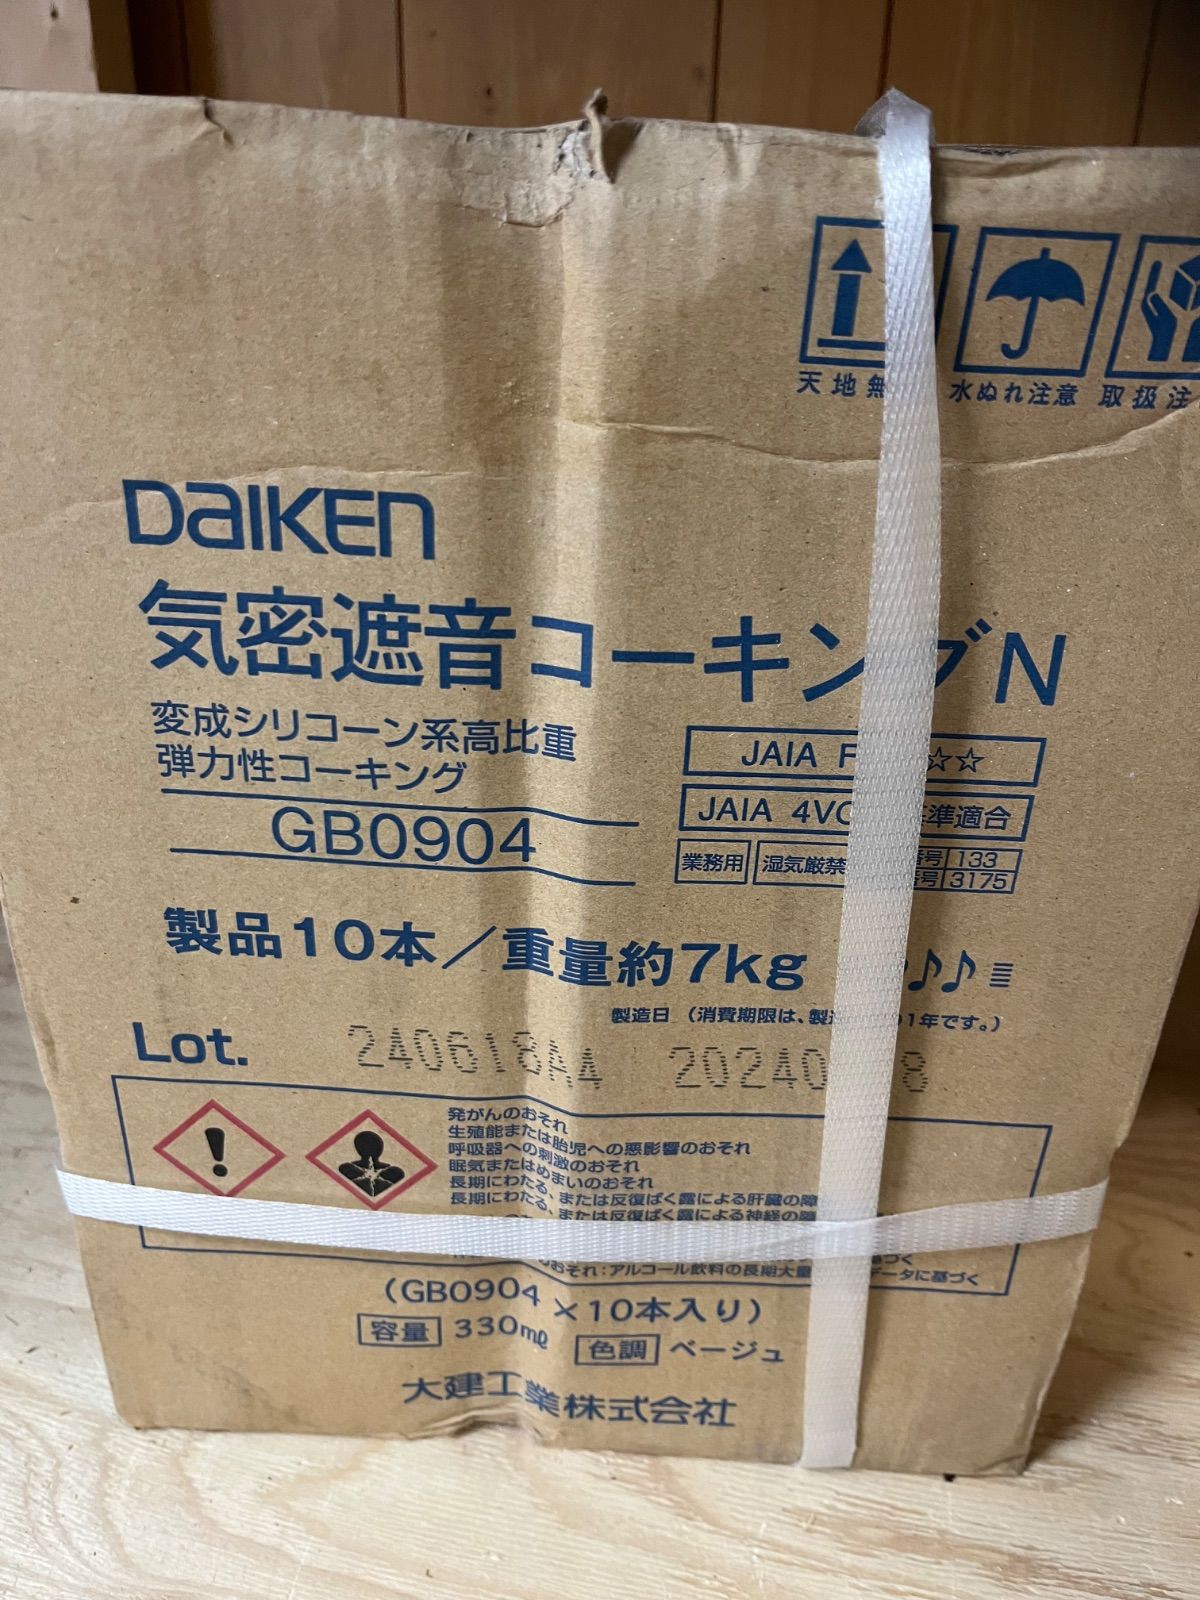 天地無
水ぬれ注意
取扱注
DAIKEN
気密遮音コーキングN
変成シリコーン系高比重
弾力性コーキング
GB0904
JAIA F ☆☆
JAIA 4VO 準適合
業務用 湿気厳禁 番号 133
号 3175
製品10本／重量約7kg ♪♪
製造日 （消費期限は、製造 1年です。）
Lot. 240618A4 20240 8
発がんのおそれ
生殖能または胎児への悪影響のおそれ
呼吸器への刺激のおそれ
眠気またはめまいのおそれ
長期にわたる、または反復ばく露による肝臓の障
長期にわたる、または反復ばく露による神経の障
基づく
のおそれ:アルコール飲料の長期大量 データに基づく
(GB0904 ×10本入り)
容量 330mℓ 色調 ベージュ
大建工業株式会社